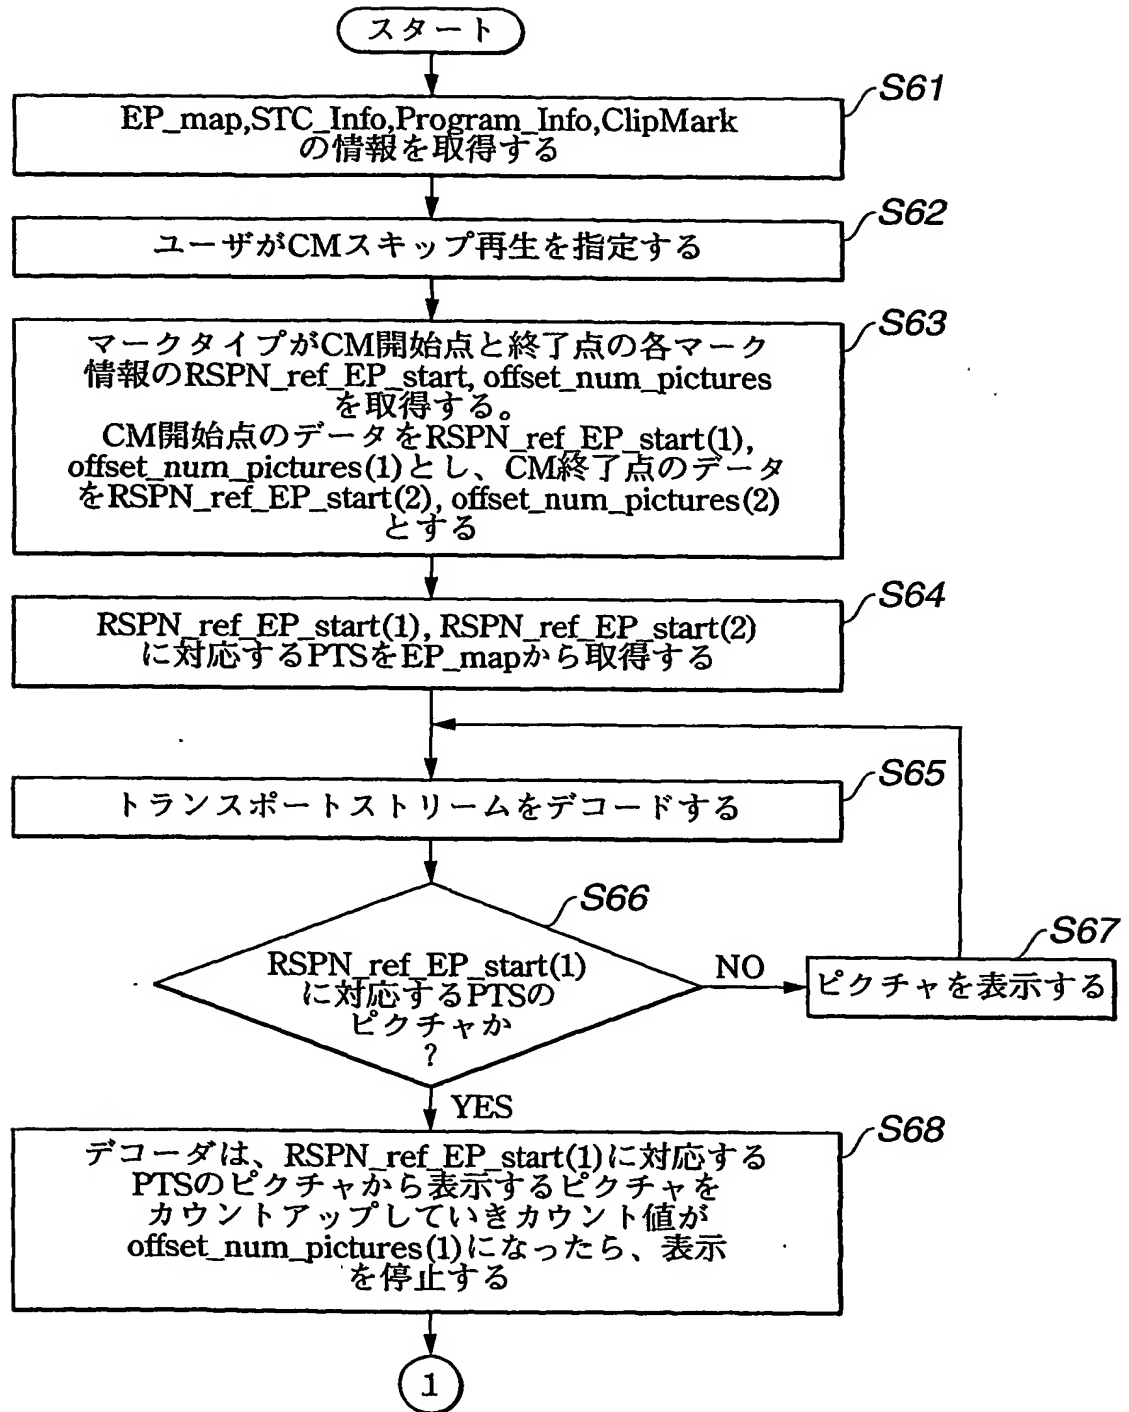 スタート
S61
EP_map,STC_Info,Program_Info,ClipMark
の情報を取得する
S62
ユーザがCMスキップ再生を指定する
S63
マークタイプがCM開始点と終了点の各マーク
情報のRSPN_ref_EP_start, offset_num_pictures
を取得する。
CM開始点のデータをRSPN_ref_EP_start(1),
offset_num_pictures(1)とし、CM終了点のデータ
をRSPN_ref_EP_start(2), offset_num_pictures(2)
とする
S64
RSPN_ref_EP_start(1), RSPN_ref_EP_start(2)
に対応するPTSをEP_mapから取得する
S65
トランスポートストリームをデコードする
S66
RSPN_ref_EP_start(1)
に対応するPTSの
ピクチャか
?
NO
S67
ピクチャを表示する
YES
S68
デコーダは、RSPN_ref_EP_start(1)に対応する
PTSのピクチャから表示するピクチャを
カウントアップしていきカウント値が
offset_num_pictures(1)になったら、表示
を停止する
1